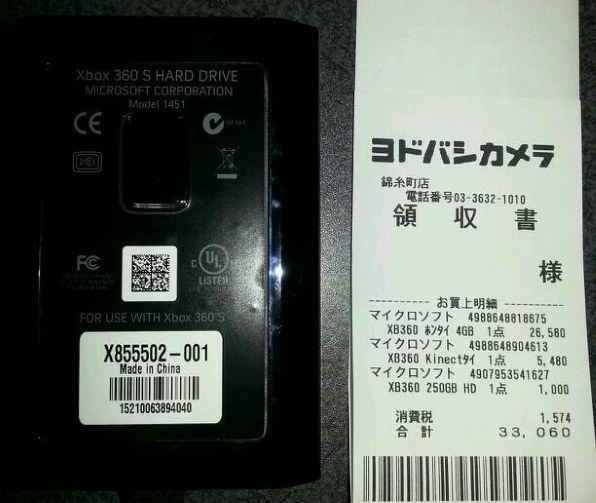 Xbox 360 S HARD DRIVE
MICROSOFT CORPORATION
Model 1451
CE
FC
C UL
LISTED
FOR USE WITH Xbox 360 S
X855502-001
Made in China
15210063894040
ヨドバシカメラ
錦糸町店
電話番号03-3632-1010
領 収 書
様
---------- お買上明細 ----------
マイクロソフト 4988648818675
XB360 ホンタイ 4GB 1点 26,580
マイクロソフト 4988648904613
XB360 Kinectタイ 1点 5,480
マイクロソフト 4907953541627
XB360 250GB HD 1点 1,000
消費税 1,574
合 計 33,060